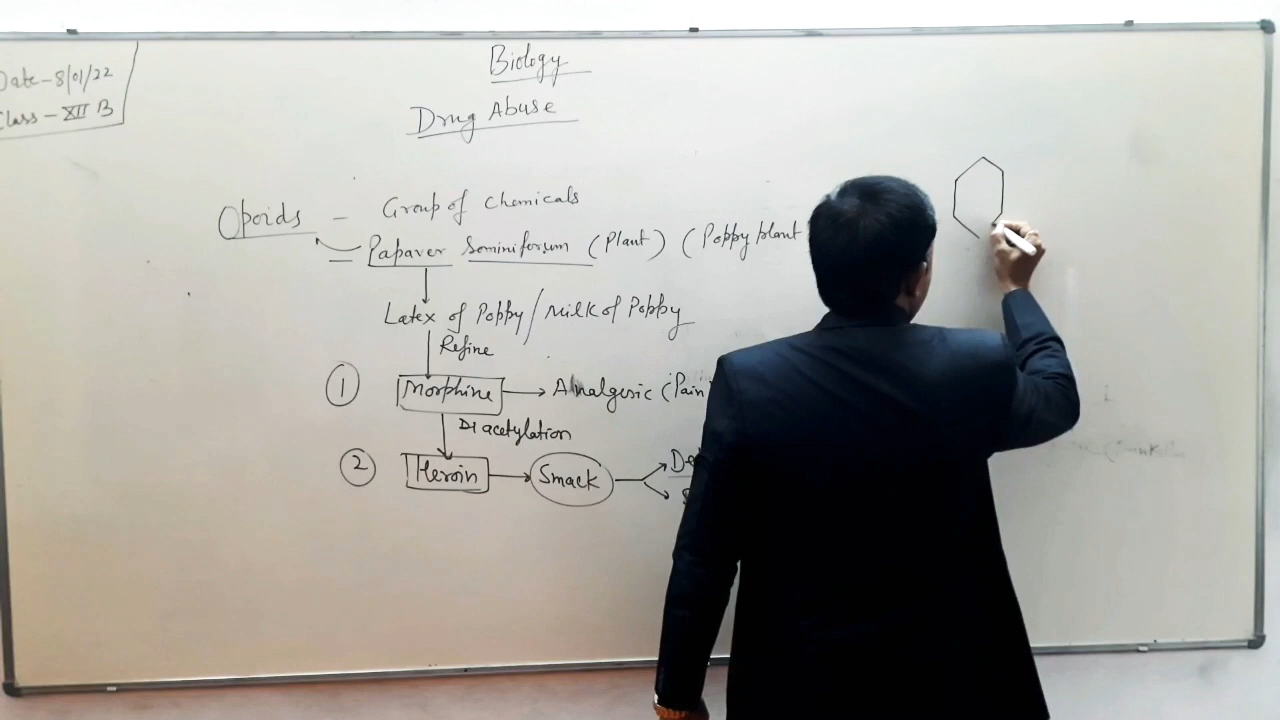 Date-8/01/22
Class-XII B
Biology
Drug Abuse
Opoids - Group of chemicals
= Papaver Sominiforum (Plant) (Poppy plant
Latex of Poppy/Milk of Poppy
Refine
1 Morphine → Analgesic (Pain
Diacetylation
2 Heroin → Smack